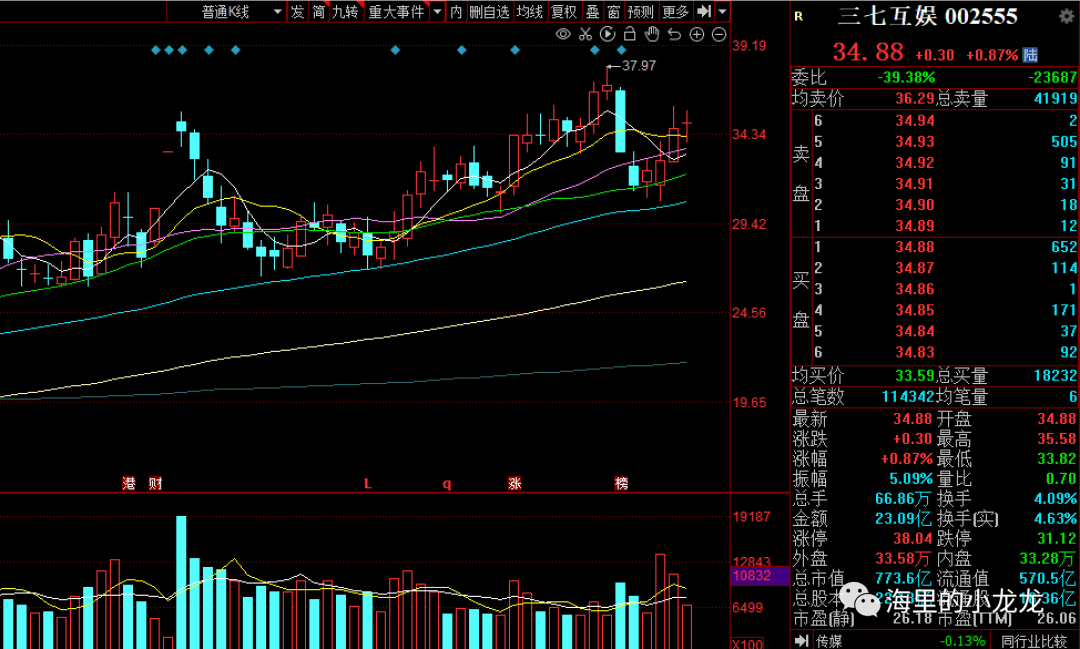 普通K线 发 简 九转 重大事件 内 删自选 均线 复权 叠 窗 预测 更多
39.19
37.97
34.34
29.42
24.56
19.65
港 财 L q 涨 榜
19187
12843
10832
6499
X100
R 三七互娱 002555
34.88 +0.30 +0.87% 陆
委比 -39.38% -23687
均卖价 36.29 总卖量 41919
卖盘
6 34.94 2
5 34.93 505
4 34.92 91
3 34.91 31
2 34.90 18
1 34.89 12
买盘
1 34.88 652
2 34.87 114
3 34.86 1
4 34.85 171
5 34.84 37
6 34.83 92
均买价 33.59 总买量 18232
总笔数 114342 均笔量 6
最新 34.88 开盘 34.88
涨跌 +0.30 最高 35.58
涨幅 +0.87% 最低 33.82
振幅 5.09% 量比 0.70
总手 66.86万 换手 4.09%
金额 23.09亿 换手(实) 4.63%
涨停 38.04 跌停 31.12
外盘 33.58万 内盘 33.28万
总市值 773.6亿 流通值 570.5亿
总股本
海里的小龙龙
市盈(静) 26.18 市盈(TTM) 26.06
传媒 -0.13% 同行业比较